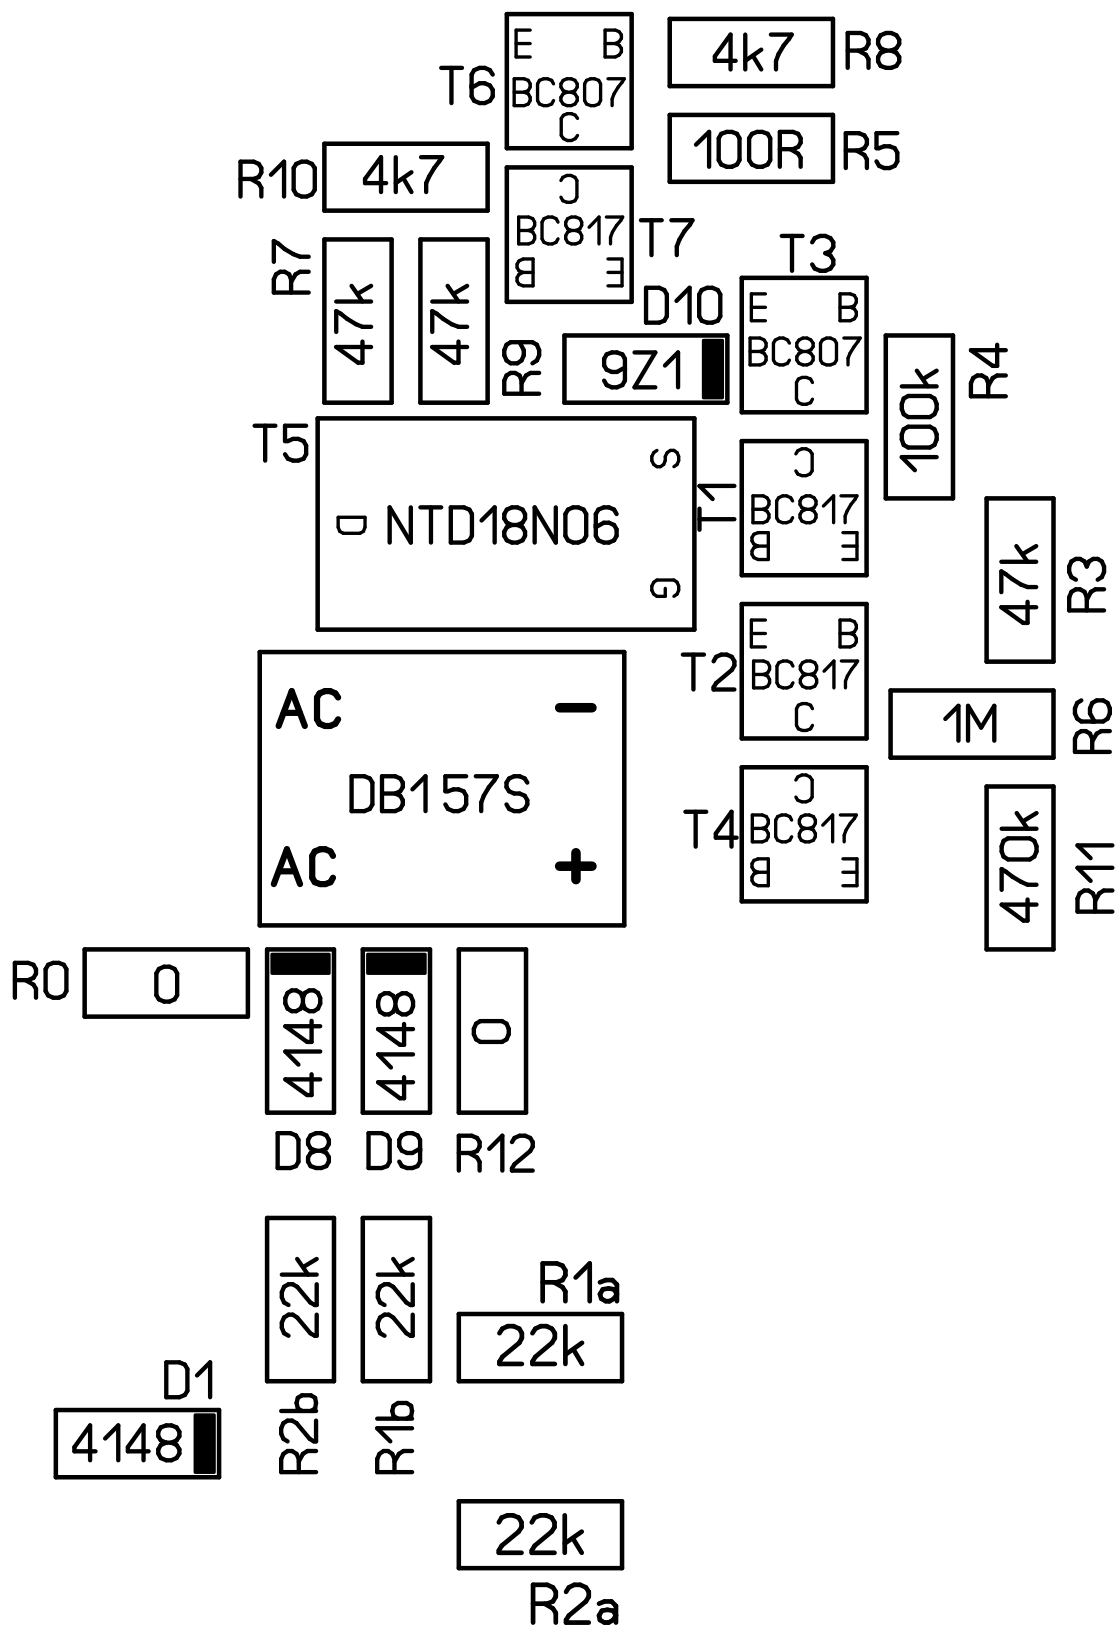 E B
BC807
C
T6
4k7
R8
100R
R5
R10
4k7
C
BC817
B E
T7
R7
47k
47k
R9
D10
9Z1
T3
E B
BC807
C
R4
100k
T5
S
D
NTD18N06
G
T1
C
BC817
B E
47k
R3
T2
E B
BC817
C
1M
R6
AC −
DB157S
AC +
T4
C
BC817
B E
470k
R11
R0
0
4148
D8
4148
D9
0
R12
22k
R2b
22k
R1b
R1a
22k
D1
4148
22k
R2a